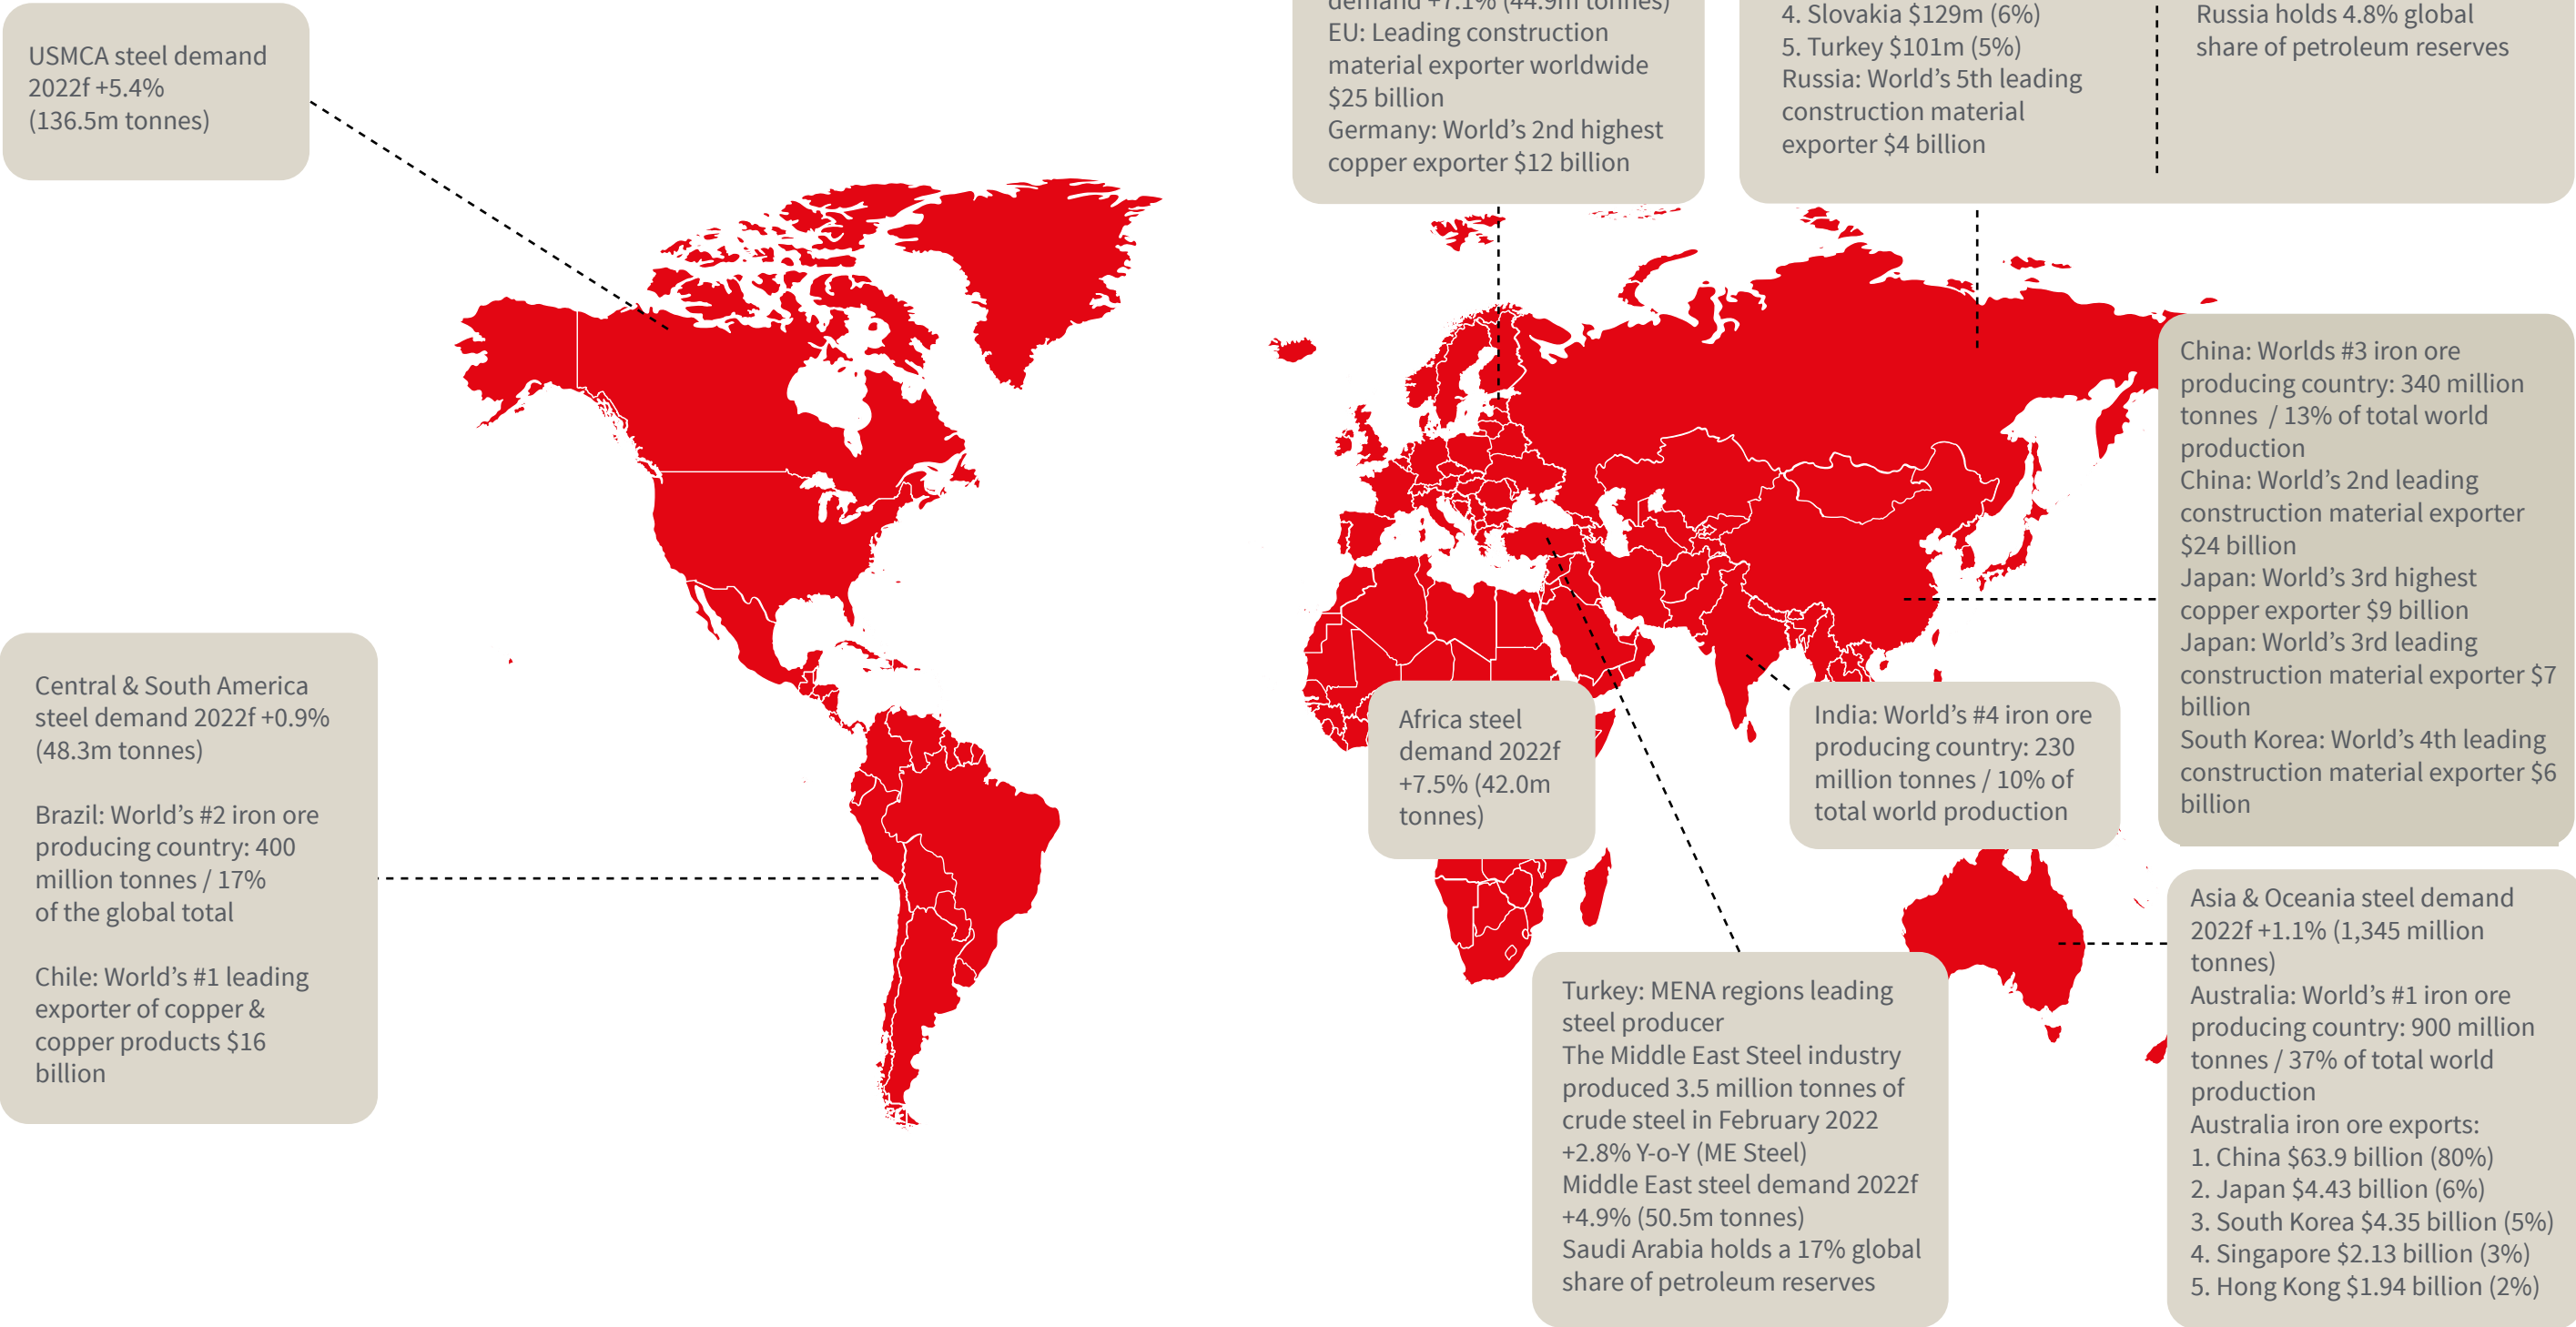 USMCA steel demand
2022f +5.4%
(136.5m tonnes)
demand +7.1% (44.9m tonnes)
EU: Leading construction
material exporter worldwide
$25 billion
Germany: World’s 2nd highest
copper exporter $12 billion
4. Slovakia $129m (6%)
5. Turkey $101m (5%)
Russia: World’s 5th leading
construction material
exporter $4 billion
Russia holds 4.8% global
share of petroleum reserves
China: Worlds #3 iron ore
producing country: 340 million
tonnes / 13% of total world
production
China: World’s 2nd leading
construction material exporter
$24 billion
Japan: World’s 3rd highest
copper exporter $9 billion
Japan: World’s 3rd leading
construction material exporter $7
billion
South Korea: World’s 4th leading
construction material exporter $6
billion
Central & South America
steel demand 2022f +0.9%
(48.3m tonnes)
Brazil: World’s #2 iron ore
producing country: 400
million tonnes / 17%
of the global total
Chile: World’s #1 leading
exporter of copper &
copper products $16
billion
Africa steel
demand 2022f
+7.5% (42.0m
tonnes)
India: World’s #4 iron ore
producing country: 230
million tonnes / 10% of
total world production
Turkey: MENA regions leading
steel producer
The Middle East Steel industry
produced 3.5 million tonnes of
crude steel in February 2022
+2.8% Y-o-Y (ME Steel)
Middle East steel demand 2022f
+4.9% (50.5m tonnes)
Saudi Arabia holds a 17% global
share of petroleum reserves
Asia & Oceania steel demand
2022f +1.1% (1,345 million
tonnes)
Australia: World’s #1 iron ore
producing country: 900 million
tonnes / 37% of total world
production
Australia iron ore exports:
1. China $63.9 billion (80%)
2. Japan $4.43 billion (6%)
3. South Korea $4.35 billion (5%)
4. Singapore $2.13 billion (3%)
5. Hong Kong $1.94 billion (2%)